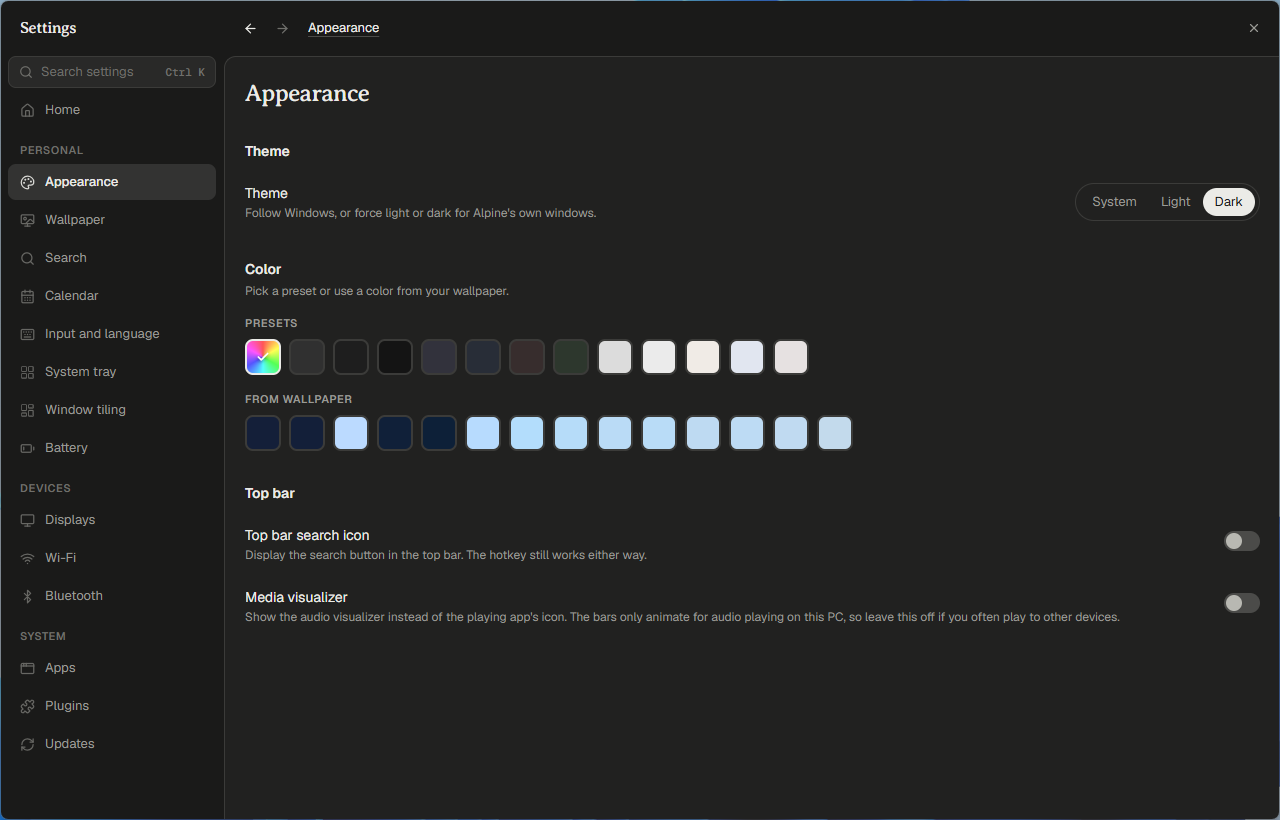 Settings
Appearance
Search settings Ctrl K
Home
PERSONAL
Appearance
Wallpaper
Search
Calendar
Input and language
System tray
Window tiling
Battery
DEVICES
Displays
Wi-Fi
Bluetooth
SYSTEM
Apps
Plugins
Updates
Appearance
Theme
Theme
Follow Windows, or force light or dark for Alpine's own windows.
System Light Dark
Color
Pick a preset or use a color from your wallpaper.
PRESETS
FROM WALLPAPER
Top bar
Top bar search icon
Display the search button in the top bar. The hotkey still works either way.
Media visualizer
Show the audio visualizer instead of the playing app's icon. The bars only animate for audio playing on this PC, so leave this off if you often play to other devices.